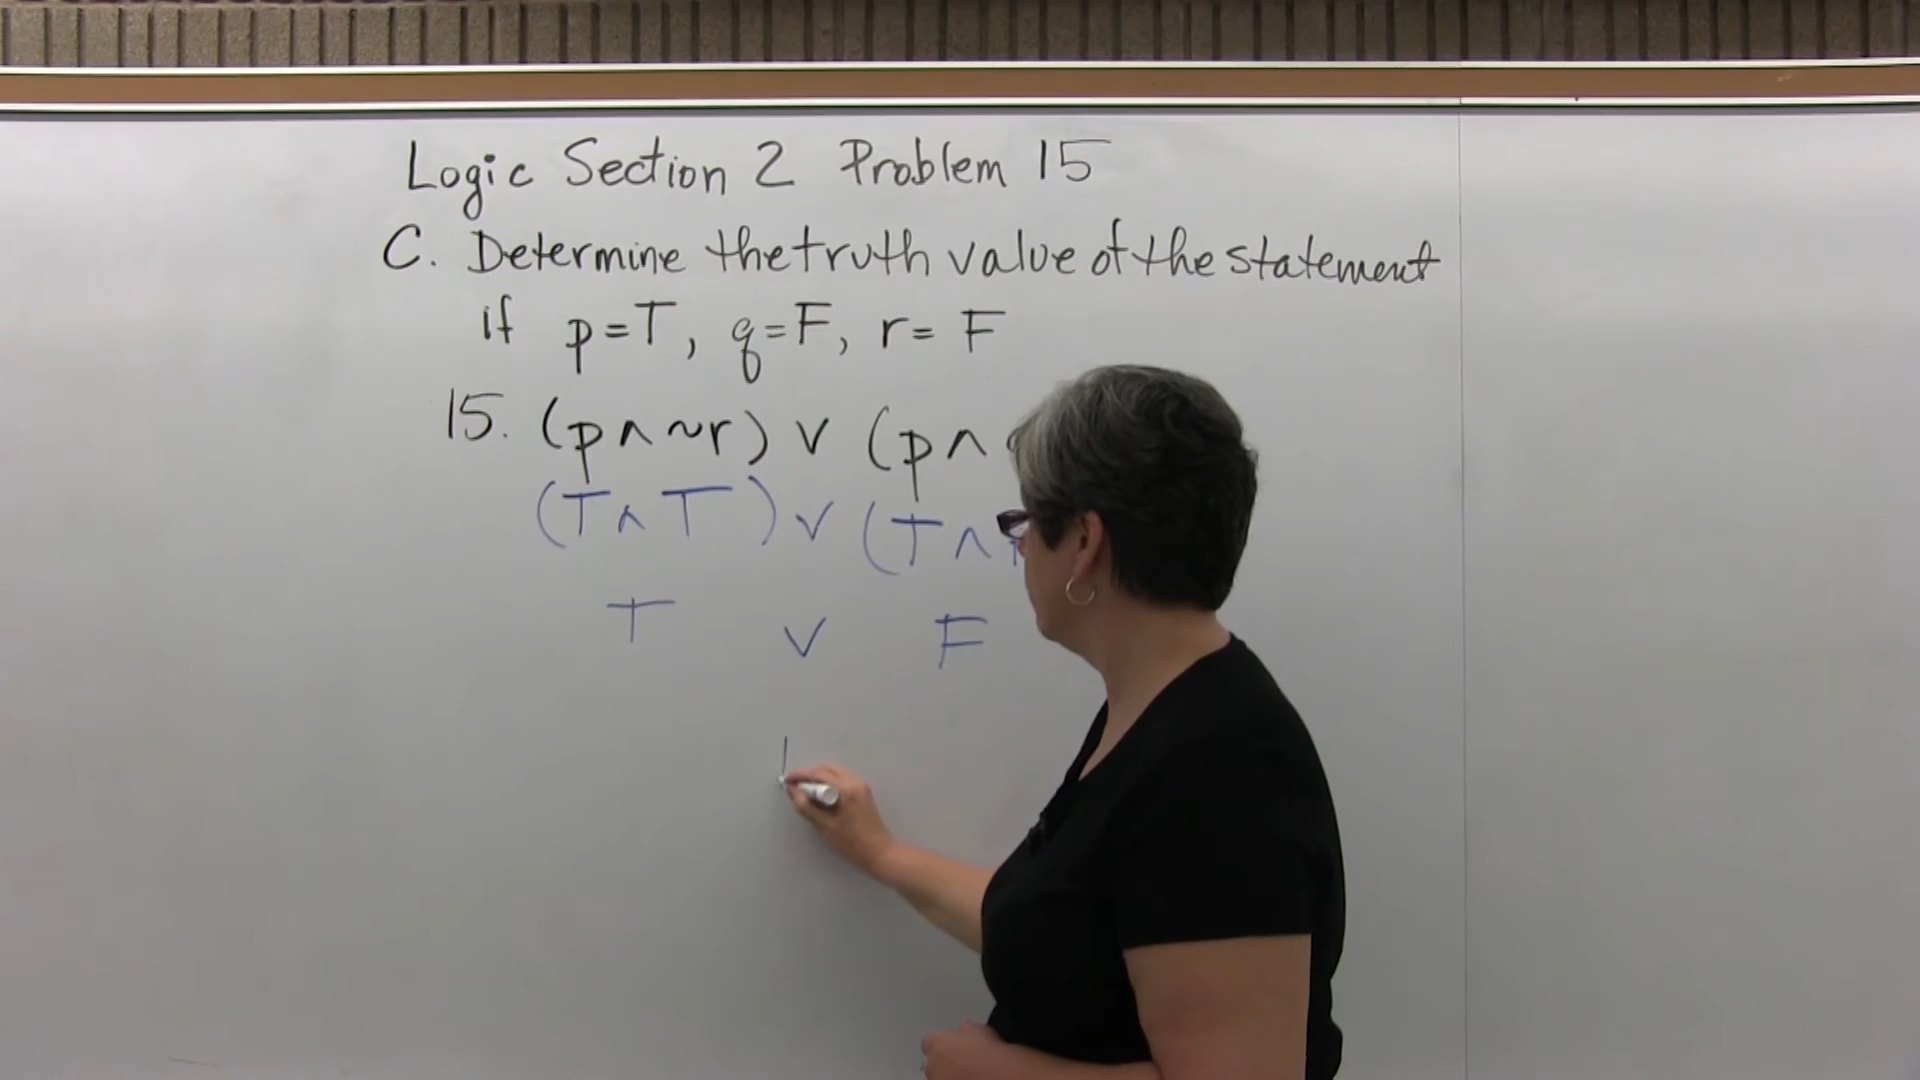 Logic Section 2 Problem 15
C. Determine the truth value of the statement
if p=T, q=F, r= F
15. (p ∧ ~r) ∨ (p ∧
(T ∧ T) ∨ (T ∧
T ∨ F